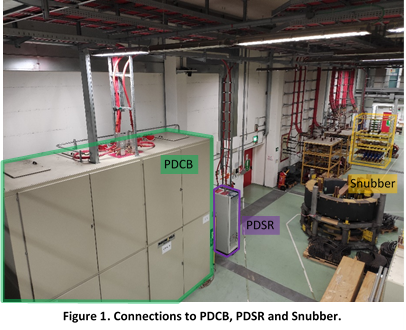 PDCB
PDSR
Snubber
Figure 1. Connections to PDCB, PDSR and Snubber.